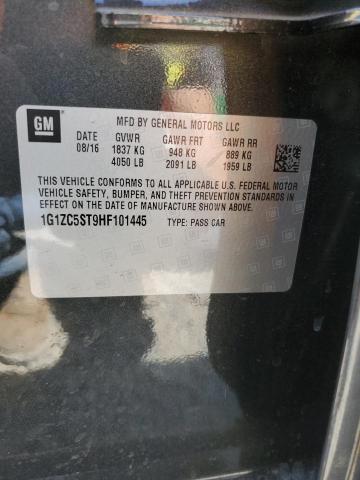 GM
MFD BY GENERAL MOTORS LLC
DATE GVWR GAWR FRT GAWR RR
08/16 1837 KG 948 KG 889 KG
4050 LB 2091 LB 1959 LB
THIS VEHICLE CONFORMS TO ALL APPLICABLE U.S. FEDERAL MOTOR
VEHICLE SAFETY, BUMPER, AND THEFT PREVENTION STANDARDS
IN EFFECT ON THE DATE OF MANUFACTURE SHOWN ABOVE.
1G1ZC5ST9HF101445 TYPE: PASS CAR